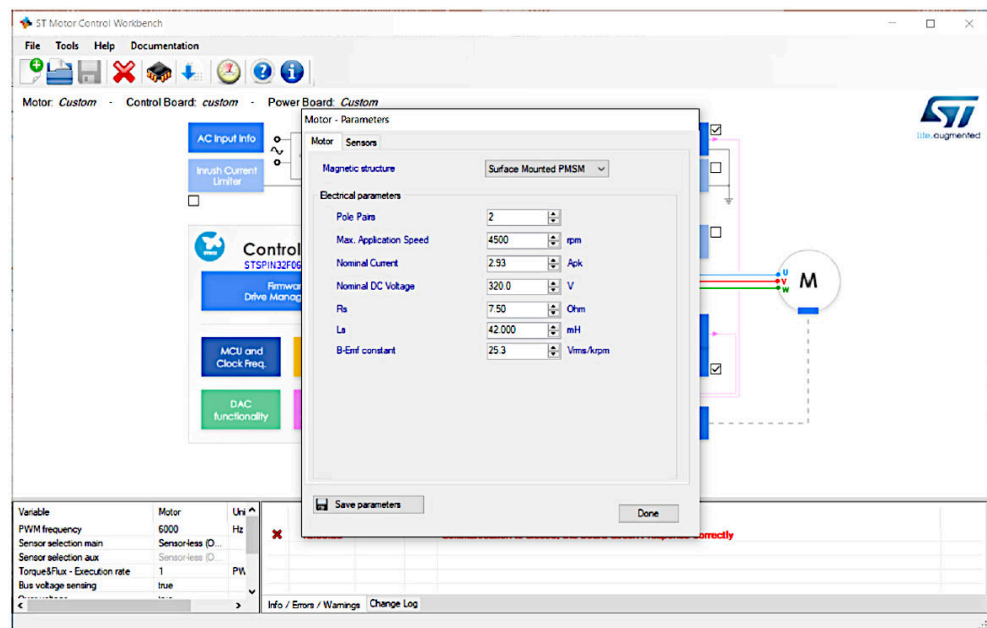 ST Motor Control Workbench
File Tools Help Documentation
Motor: Custom - Control Board: custom - Power Board: Custom
ST
life.augmented
AC Input Info
Inrush Current
Limiter
Control
STSPIN32F06
Firmwar
Drive Manag
MCU and
Clock Freq.
DAC
functionality
Motor - Parameters
Motor Sensors
Magnetic structure Surface Mounted PMSM
Electrical parameters
Pole Pairs 2
Max. Application Speed 4500 rpm
Nominal Current 2.93 Apk
Nominal DC Voltage 320.0 V
Rs 7.50 Ohm
Ls 42.000 mH
B-Emf constant 25.3 Vrms/krpm
Save parameters
Done
U
V
W
M
Variable Motor Uni
PWM frequency 6000 Hz
Sensor selection main Sensor-less (O...
Sensor selection aux Sensor-less (O...
Torque&Flux - Execution rate 1 PW
Bus voltage sensing true
correctly
Info / Errors / Warnings Change Log